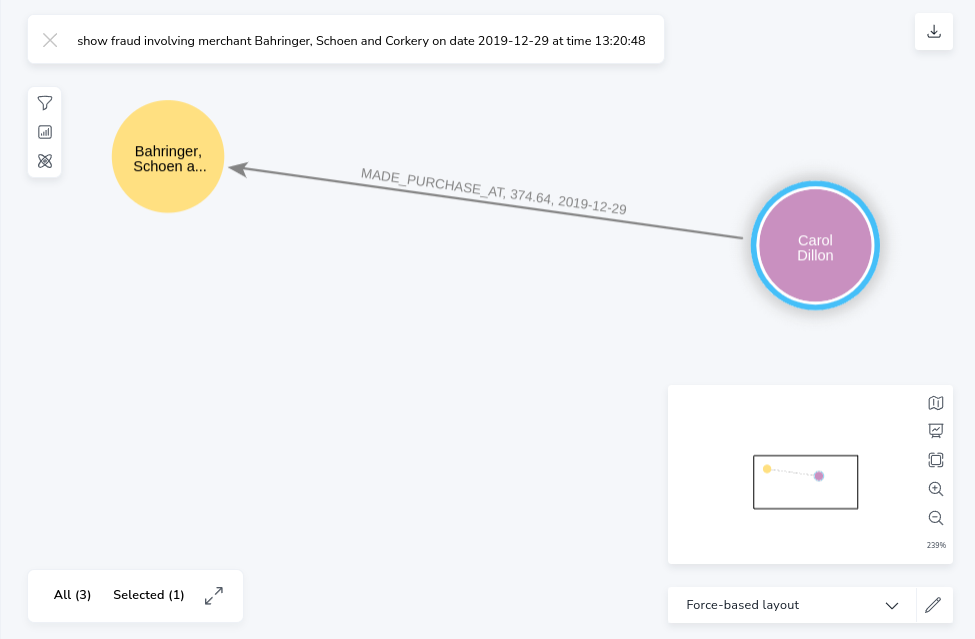 show fraud involving merchant Bahringer, Schoen and Corkery on date 2019-12-29 at time 13:20:48
Bahringer,
Schoen a...
MADE_PURCHASE_AT, 374.64, 2019-12-29
Carol
Dillon
239%
All (3) Selected (1)
Force-based layout